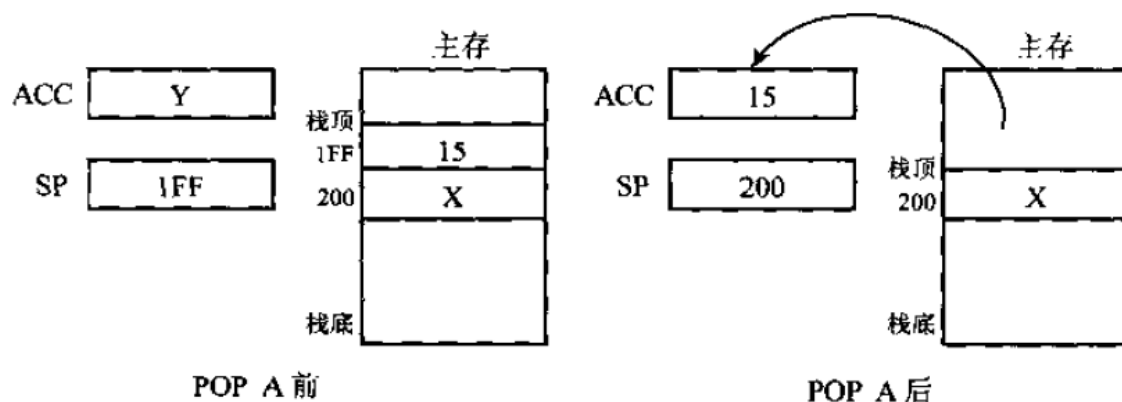 主存
ACC Y
栈顶
1FF 15
SP 1FF
200 X
栈底
POP A 前
主存
ACC 15
栈顶
SP 200
200 X
栈底
POP A 后